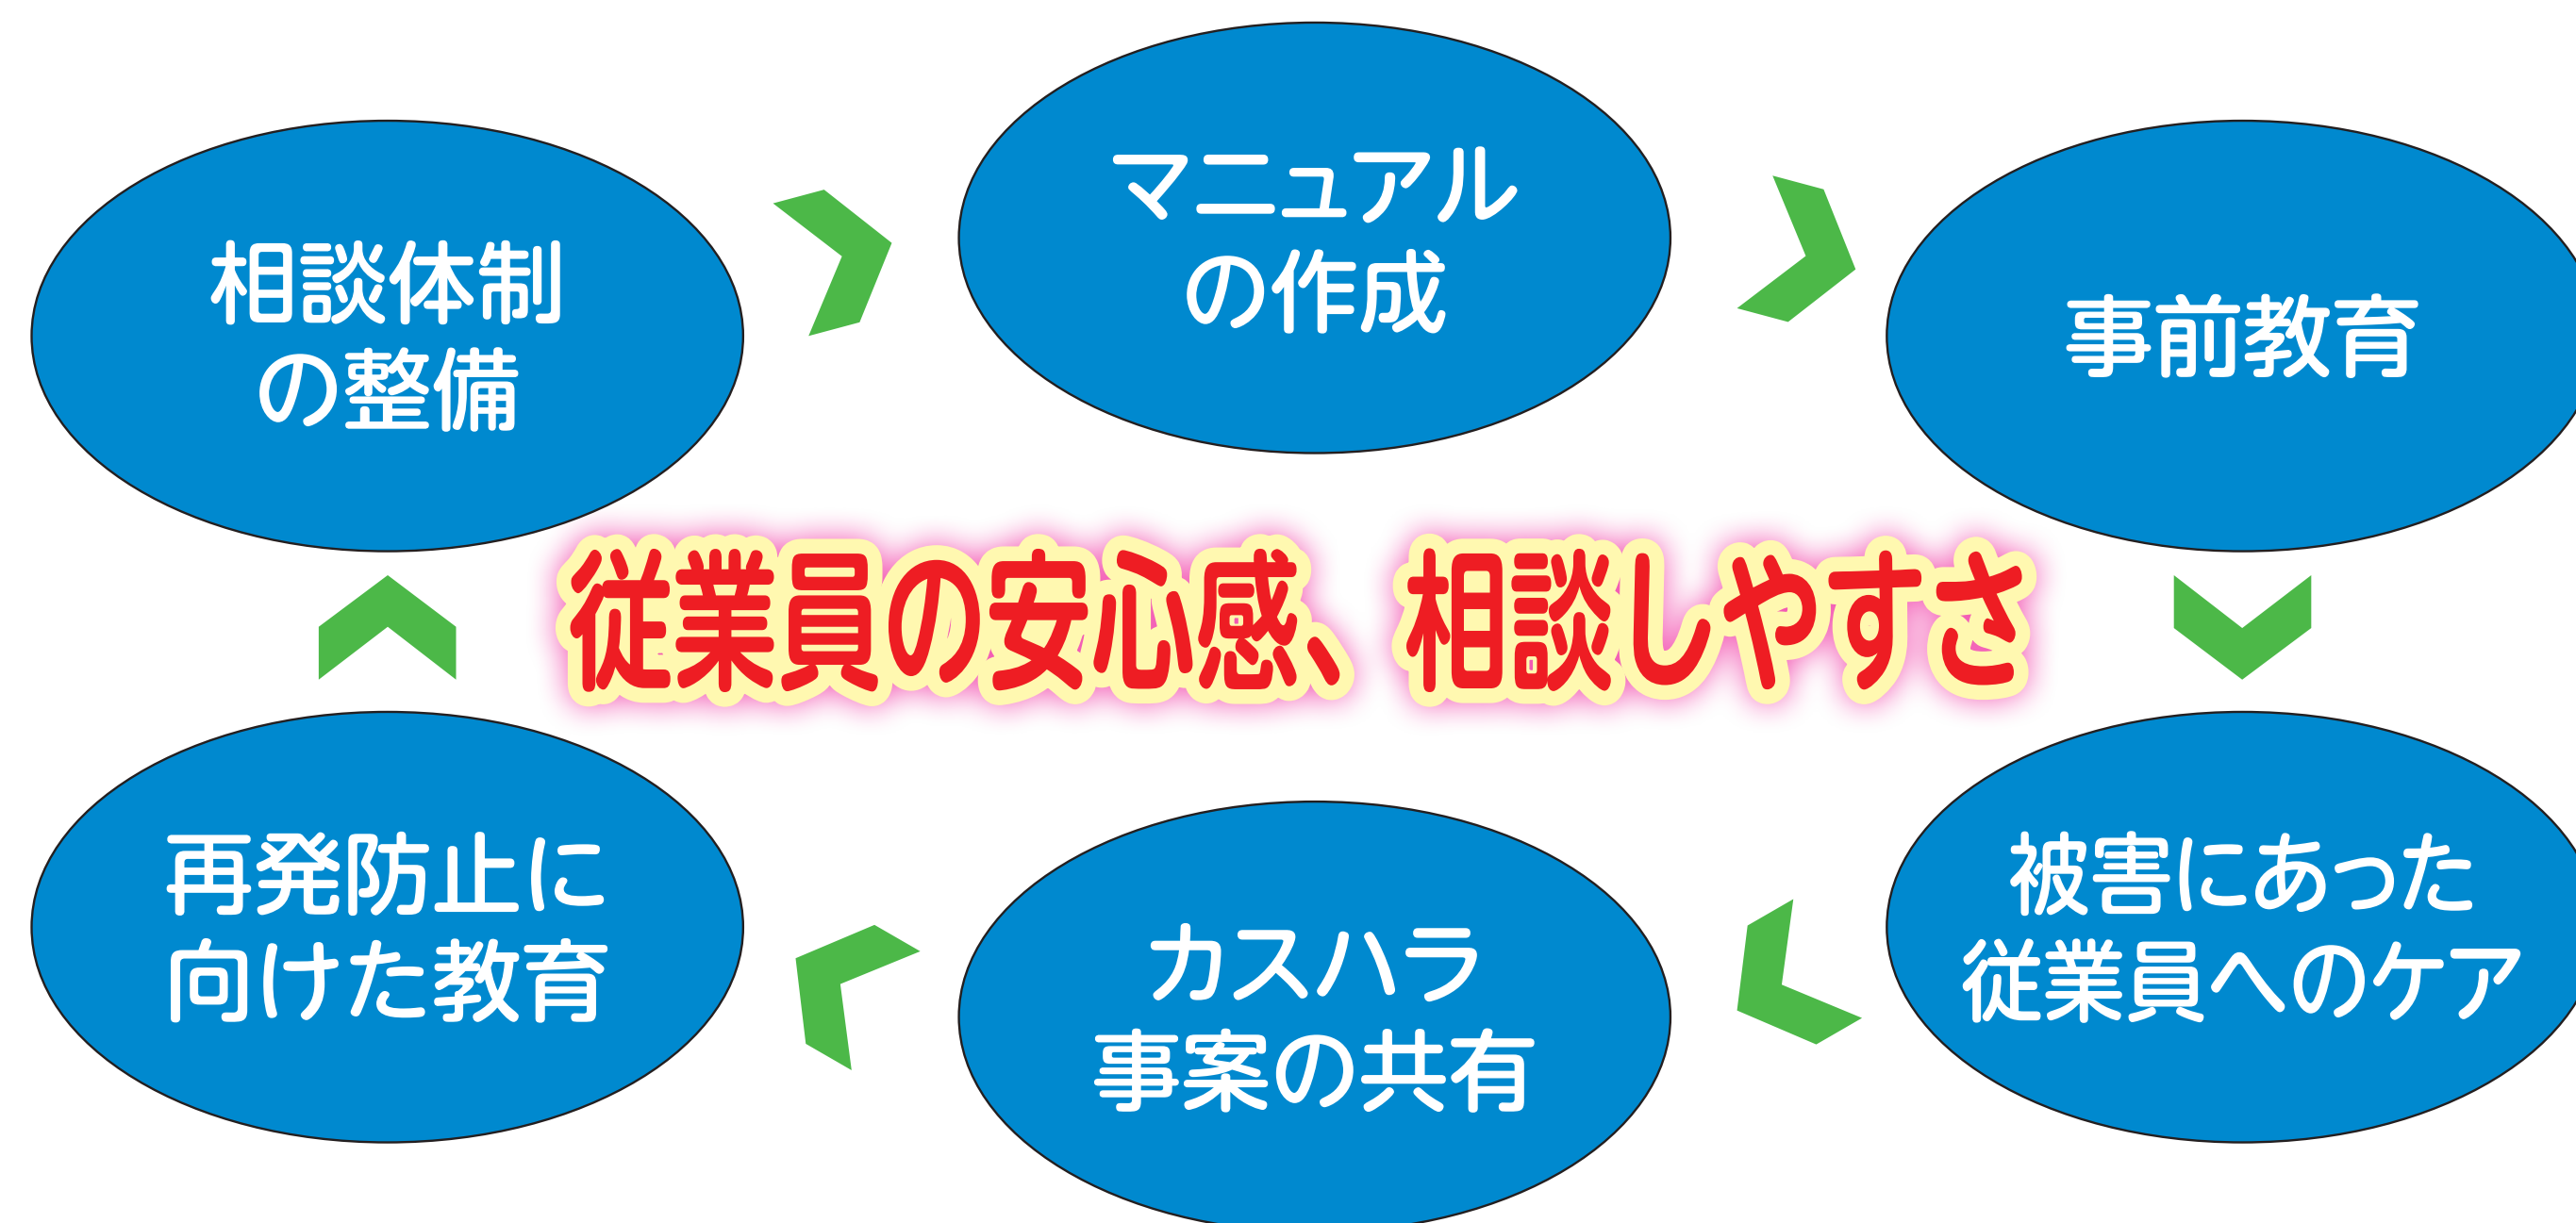 相談体制
の整備
マニュアル
の作成
事前教育
従業員の安心感、相談しやすさ
被害にあった
従業員へのケア
カスハラ
事案の共有
再発防止に
向けた教育